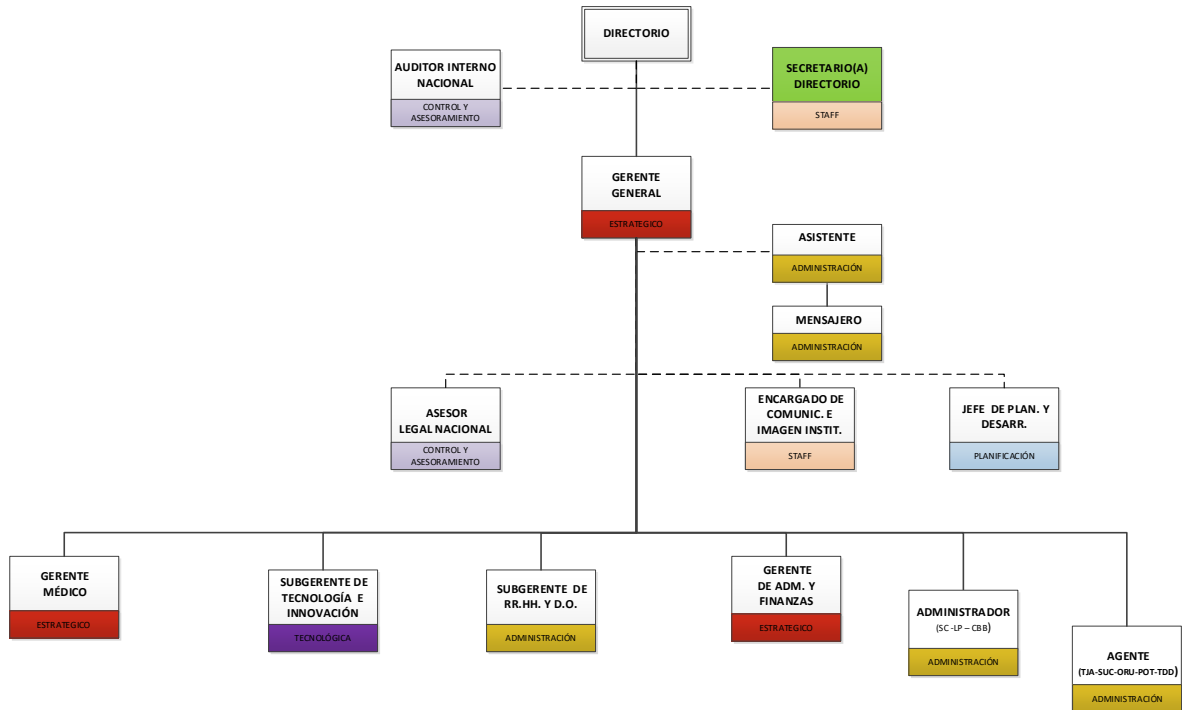 DIRECTORIO
AUDITOR INTERNO
NACIONAL
CONTROL Y
ASESORAMIENTO
SECRETARIO(A)
DIRECTORIO
STAFF
GERENTE
GENERAL
ESTRATEGICO
ASISTENTE
ADMINISTRACIÓN
MENSAJERO
ADMINISTRACIÓN
ASESOR
LEGAL NACIONAL
CONTROL Y
ASESORAMIENTO
ENCARGADO DE
COMUNIC. E
IMAGEN INSTIT.
STAFF
JEFE DE PLAN. Y
DESARR.
PLANIFICACIÓN
GERENTE
MÉDICO
ESTRATEGICO
SUBGERENTE DE
TECNOLOGÍA E
INNOVACIÓN
TECNOLÓGICA
SUBGERENTE DE
RR.HH. Y D.O.
ADMINISTRACIÓN
GERENTE
DE ADM. Y
FINANZAS
ESTRATEGICO
ADMINISTRADOR
(SC -LP – CBB)
ADMINISTRACIÓN
AGENTE
(TJA-SUC-ORU-POT-TDD)
ADMINISTRACIÓN